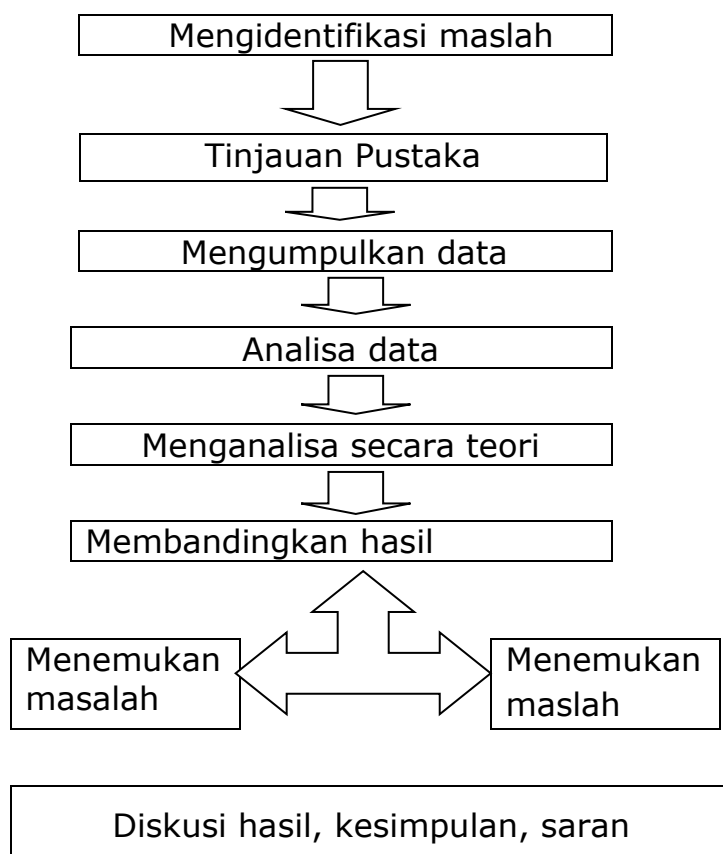 Mengidentifikasi maslah
Tinjauan Pustaka
Mengumpulkan data
Analisa data
Menganalisa secara teori
Membandingkan hasil
Menemukan
masalah
Menemukan
maslah
Diskusi hasil, kesimpulan, saran